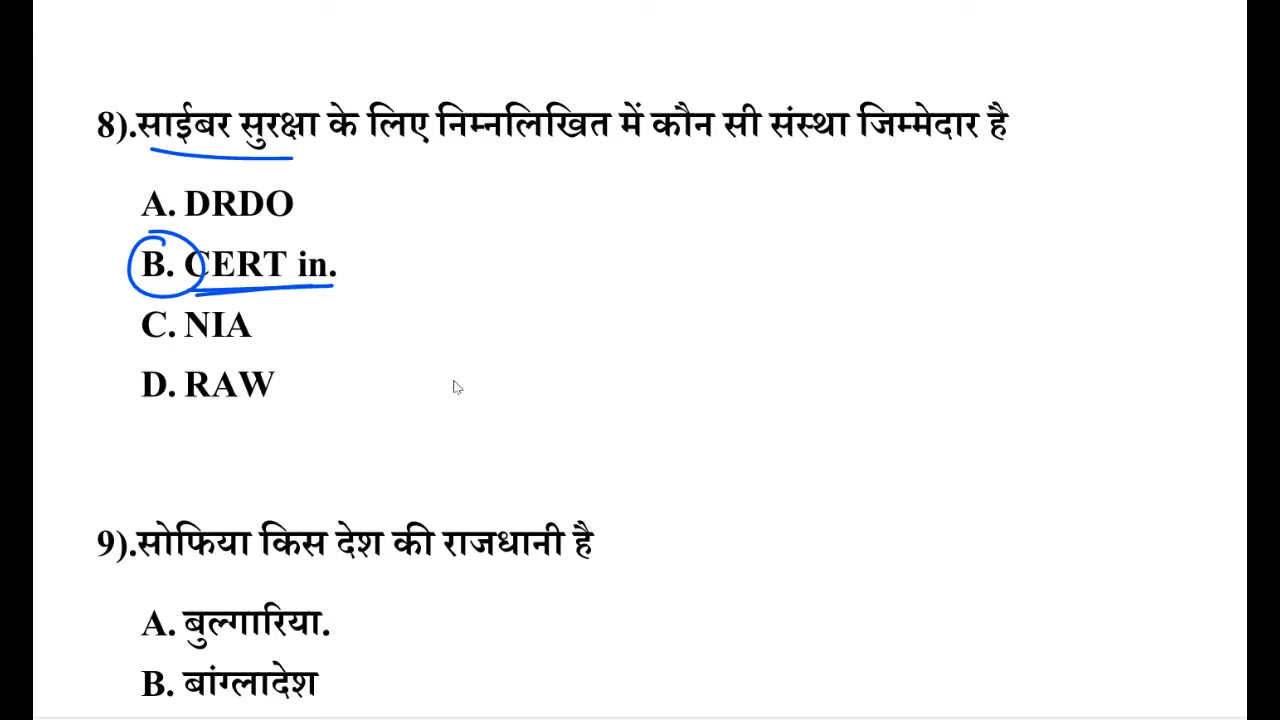 8).साईबर सुरक्षा के लिए निम्नलिखित में कौन सी संस्था जिम्मेदार है
A. DRDO
B. CERT in.
C. NIA
D. RAW
9).सोफिया किस देश की राजधानी है
A. बुल्गारिया.
B. बांग्लादेश